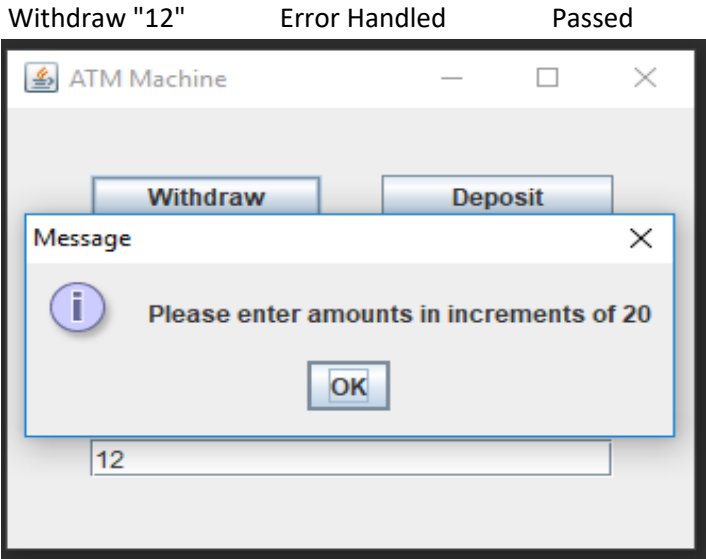 Withdraw "12" Error Handled Passed
ATM Machine
Withdraw Deposit
Message
i Please enter amounts in increments of 20
OK
12